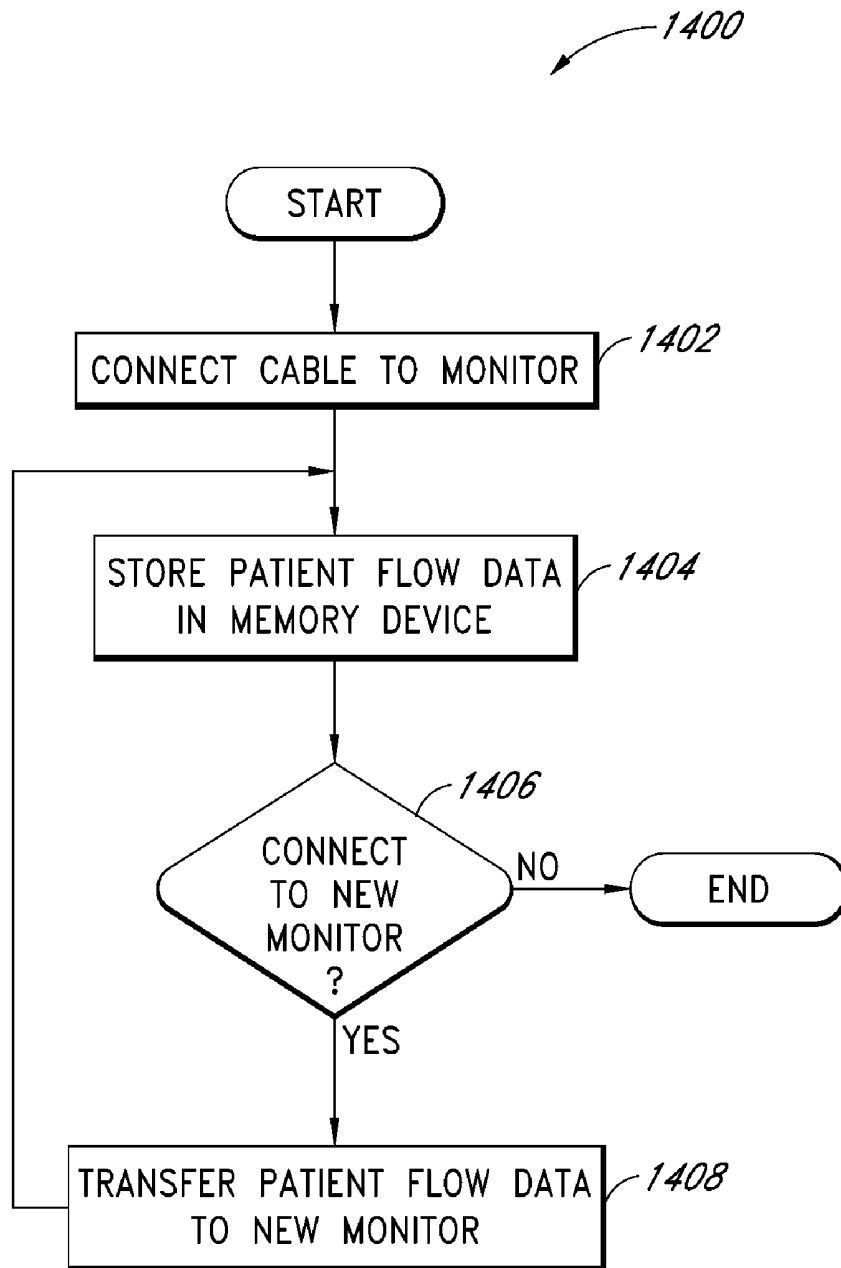 1400
START
CONNECT CABLE TO MONITOR
1402
STORE PATIENT FLOW DATA
IN MEMORY DEVICE
1404
1406
CONNECT
TO NEW
MONITOR
?
NO
END
YES
TRANSFER PATIENT FLOW DATA
TO NEW MONITOR
1408